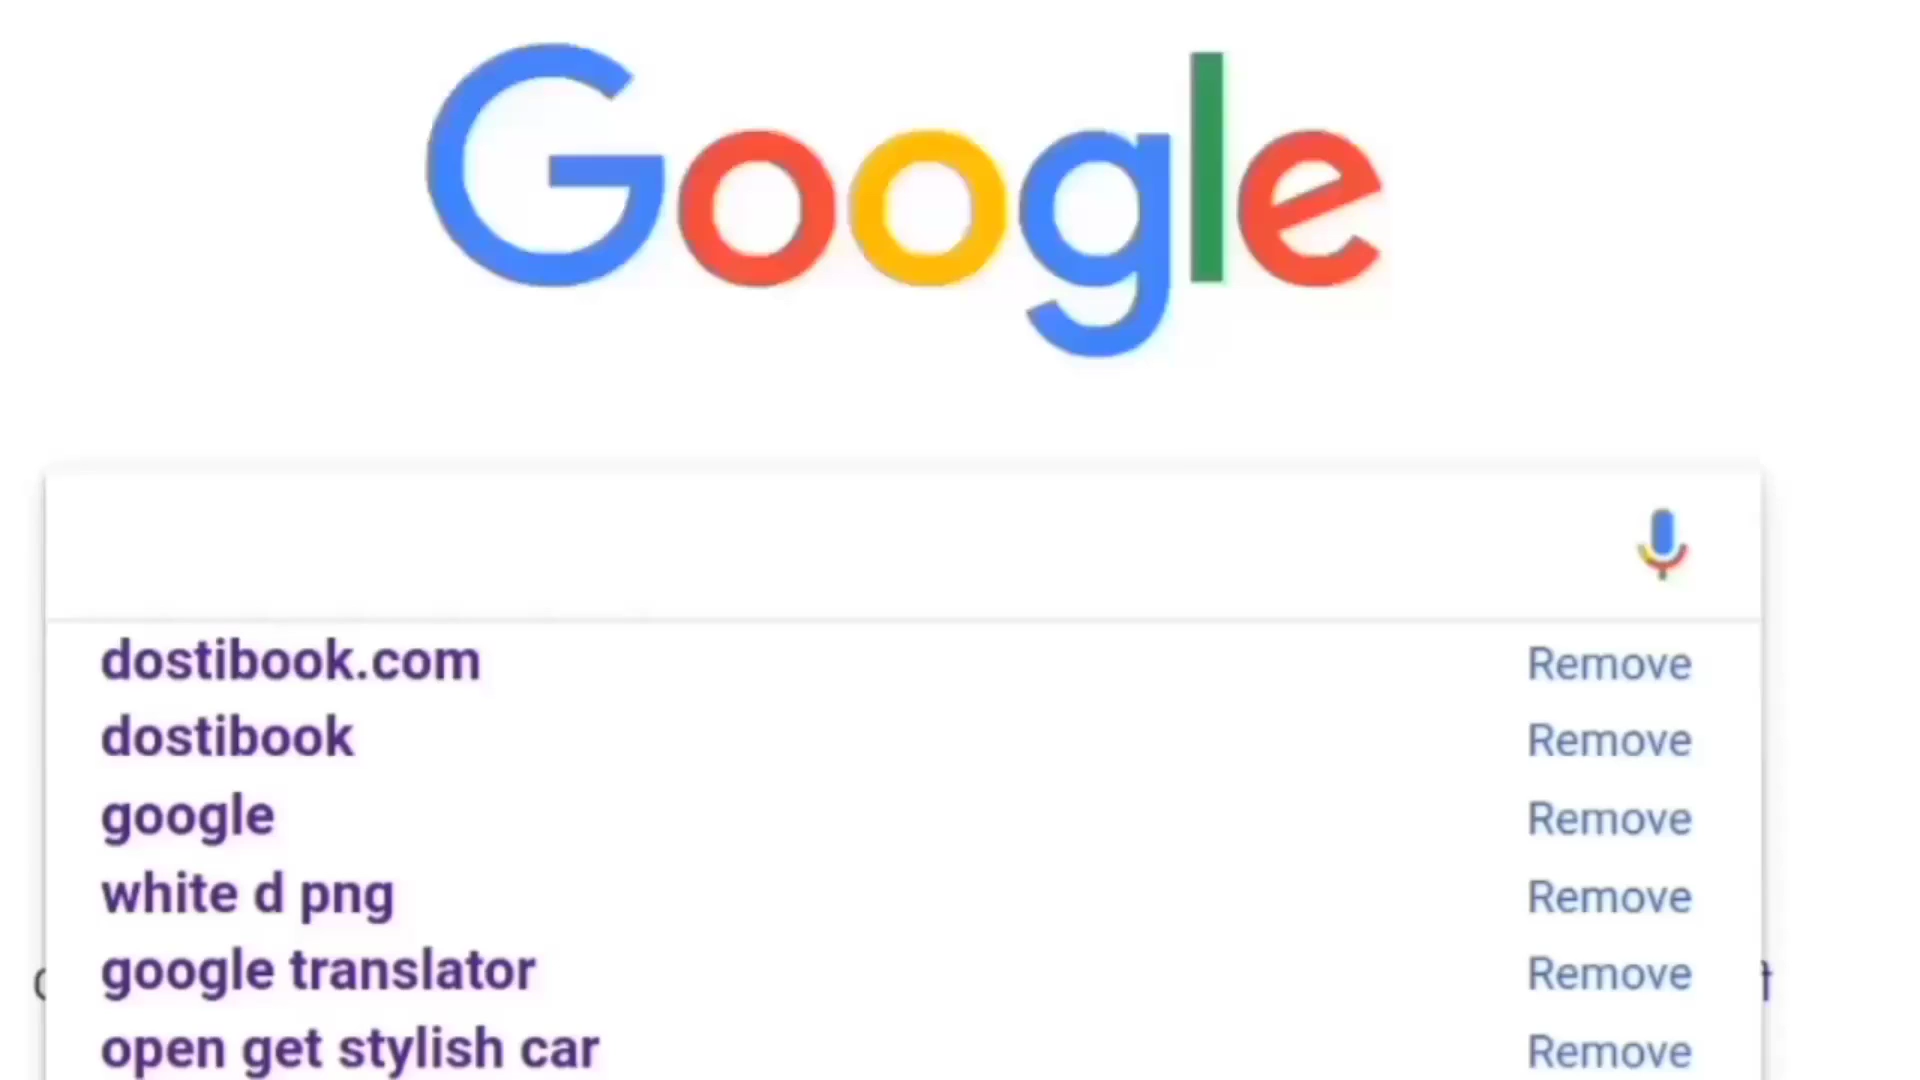 Google
dostibook.com Remove
dostibook Remove
google Remove
white d png Remove
google translator Remove
open get stylish car Remove